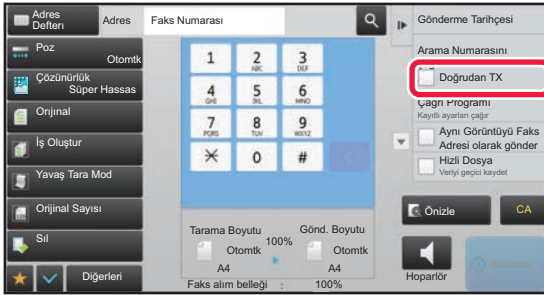 Adres
Defteri
Adres
Faks Numarası
Poz
Otomtk
Çözünürlük
Süper Hassas
Orijinal
İş Oluştur
Yavaş Tara Mod
Orijinal Sayısı
Sil
Diğerleri
1
2
ABC
3
DEF
4
GHI
5
JKL
6
MNO
7
PQRS
8
TUV
9
WXYZ
0
#
C
Tarama Boyutu
100%
Gönd. Boyutu
Otomtk
A4
Otomtk
A4
Faks alım belleği : 100%
Gönderme Tarihçesi
Arama Numarasını
Doğrudan TX
Çağrı Programı
Kayıtlı ayarları çağır
Aynı Görüntüyü Faks
Adresi olarak gönder
Hizli Dosya
Veriyi geçici kaydet
Önizle
CA
Hoparlör